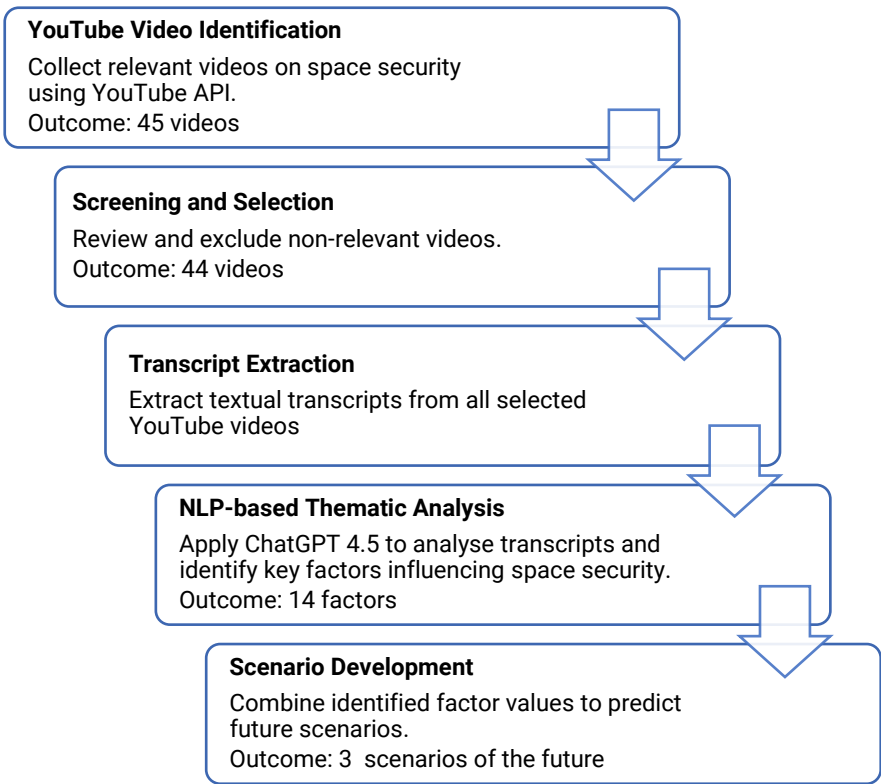 YouTube Video Identification
Collect relevant videos on space security
using YouTube API.
Outcome: 45 videos
Screening and Selection
Review and exclude non-relevant videos.
Outcome: 44 videos
Transcript Extraction
Extract textual transcripts from all selected
YouTube videos
NLP-based Thematic Analysis
Apply ChatGPT 4.5 to analyse transcripts and
identify key factors influencing space security.
Outcome: 14 factors
Scenario Development
Combine identified factor values to predict
future scenarios.
Outcome: 3  scenarios of the future